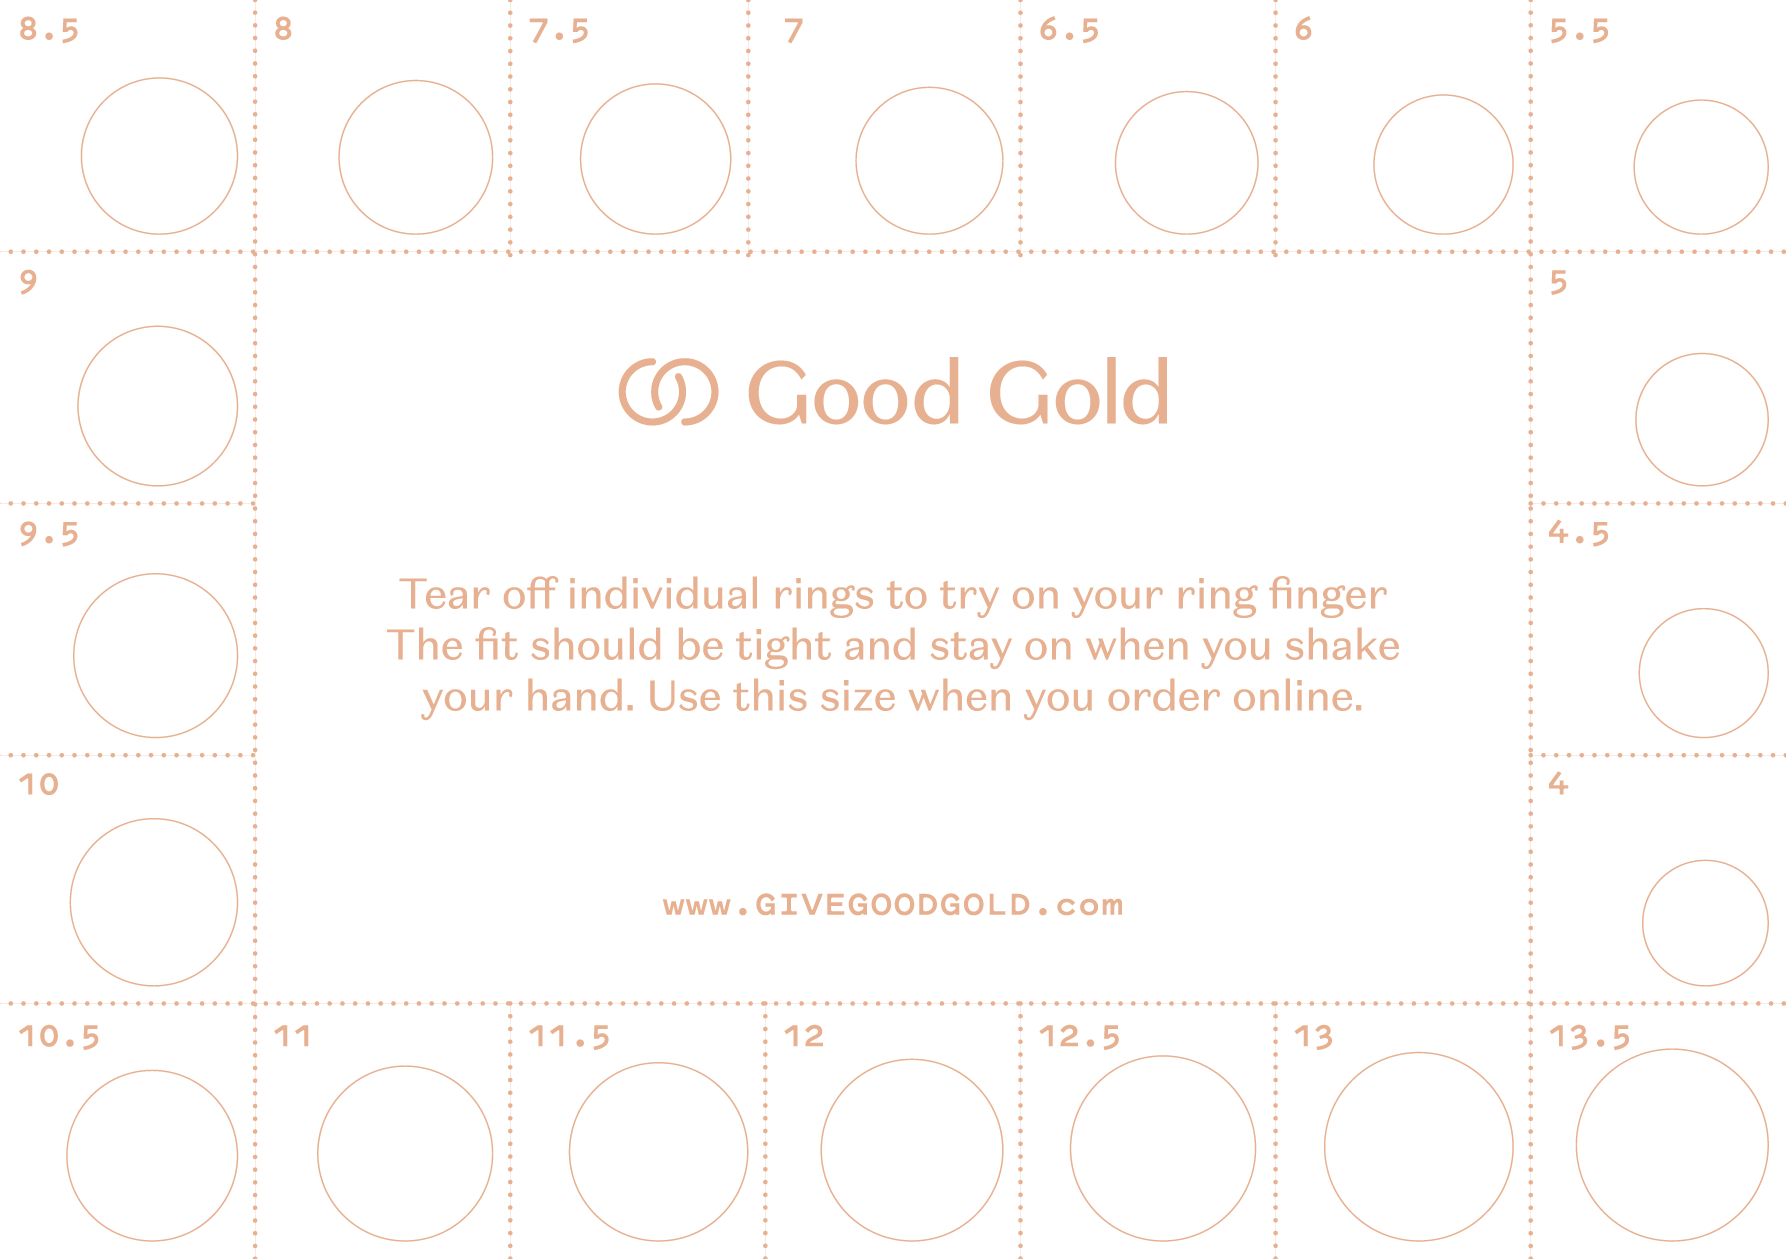 8.5 8 7.5 7 6.5 6 5.5
9 5
Good Gold
9.5 4.5
Tear off individual rings to try on your ring finger
The fit should be tight and stay on when you shake
your hand. Use this size when you order online.
10 4
www.GIVEGOODGOLD.com
10.5 11 11.5 12 12.5 13 13.5